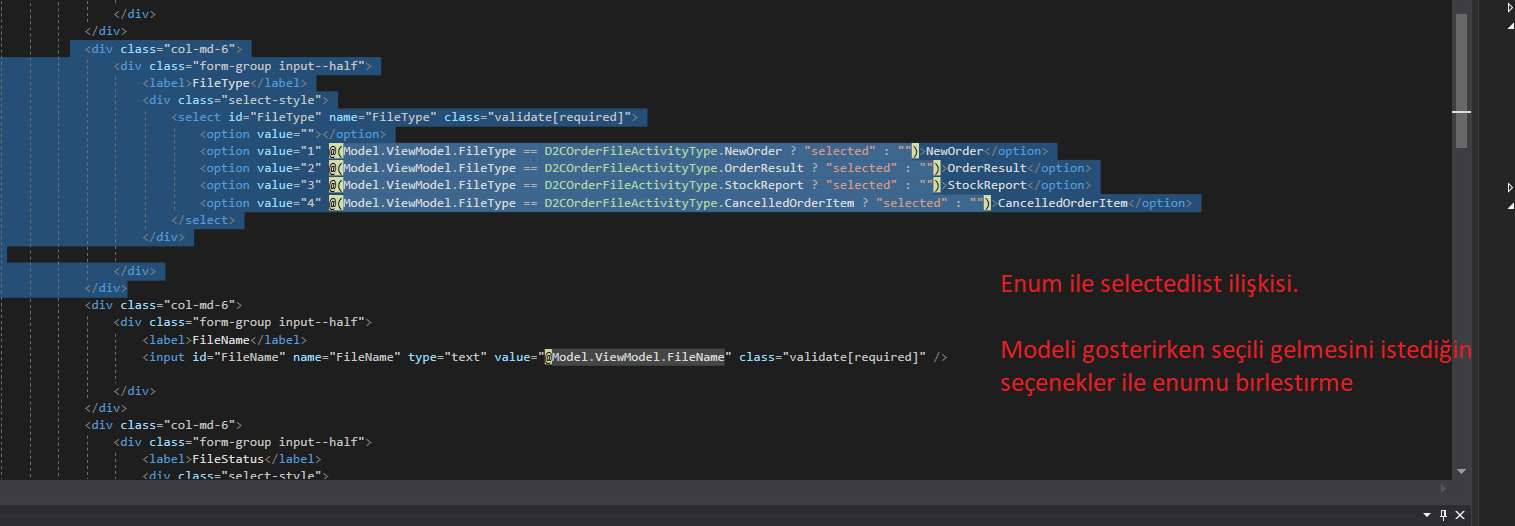 </div>
</div>
<div class="col-md-6">
<div class="form-group input--half">
<label>FileType</label>
<div class="select-style">
<select id="FileType" name="FileType" class="validate[required]">
<option value=""></option>
<option value="1" @(Model.ViewModel.FileType == D2COrderFileActivityType.NewOrder ? "selected" : "")>NewOrder</option>
<option value="2" @(Model.ViewModel.FileType == D2COrderFileActivityType.OrderResult ? "selected" : "")>OrderResult</option>
<option value="3" @(Model.ViewModel.FileType == D2COrderFileActivityType.StockReport ? "selected" : "")>StockReport</option>
<option value="4" @(Model.ViewModel.FileType == D2COrderFileActivityType.CancelledOrderItem ? "selected" : "")>CancelledOrderItem</option>
</select>
</div>
</div>
</div>
<div class="col-md-6">
<div class="form-group input--half">
<label>FileName</label>
<input id="FileName" name="FileName" type="text" value="@Model.ViewModel.FileName" class="validate[required]" />
</div>
</div>
<div class="col-md-6">
<div class="form-group input--half">
<label>FileStatus</label>
<div class="select-style">
Enum ile selectedlist ilişkisi.
Modeli gosterirken seçili gelmesini istediğin
seçenekler ile enumu bırlestırme